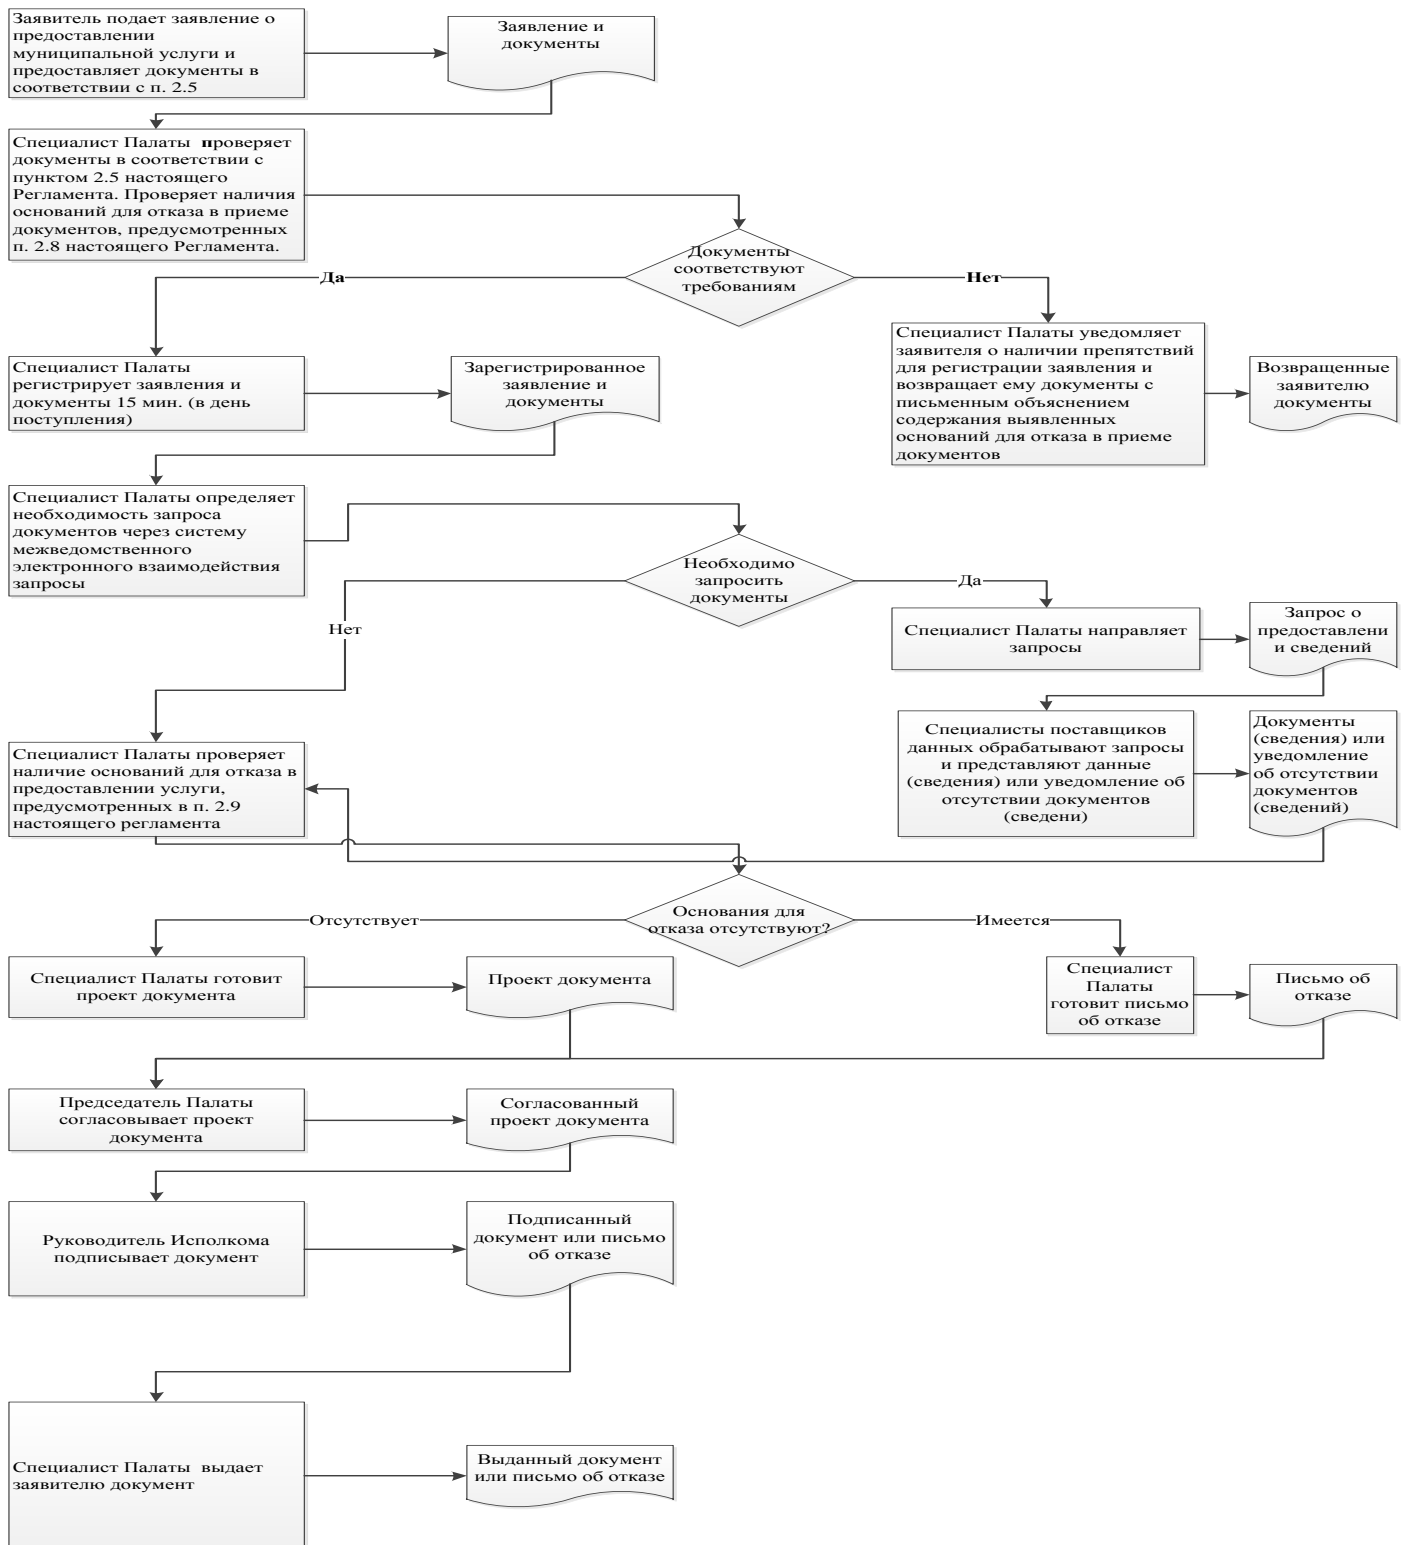 Заявитель подает заявление о
предоставлении
муниципальной услуги и
предоставляет документы в
соответствии с п. 2.5
Заявление и
документы
Специалист Палаты проверяет
документы в соответствии с
пунктом 2.5 настоящего
Регламента. Проверяет наличия
оснований для отказа в приеме
документов, предусмотренных
п. 2.8 настоящего Регламента.
Документы
соответствуют
требованиям
Да
Нет
Специалист Палаты
регистрирует заявления и
документы 15 мин. (в день
поступления)
Зарегистрированное
заявление и
документы
Специалист Палаты уведомляет
заявителя о наличии препятствий
для регистрации заявления и
возвращает ему документы с
письменным объяснением
содержания выявленных
оснований для отказа в приеме
документов
Возвращенные
заявителю
документы
Специалист Палаты определяет
необходимость запроса
документов через систему
межведомственного
электронного взаимодействия
запросы
Необходимо
запросить
документы
Да
Нет
Специалист Палаты направляет
запросы
Запрос о
предоставлени
и сведений
Специалисты поставщиков
данных обрабатывают запросы
и представляют данные
(сведения) или уведомление об
отсутствии документов
(сведени)
Документы
(сведения) или
уведомление
об отсутствии
документов
(сведений)
Специалист Палаты проверяет
наличие оснований для отказа в
предоставлении услуги,
предусмотренных в п. 2.9
настоящего регламента
Основания для
отказа отсутствуют?
Отсутствует
Имеется
Специалист Палаты готовит
проект документа
Проект документа
Специалист
Палаты
готовит письмо
об отказе
Письмо об
отказе
Председатель Палаты
согласовывает проект
документа
Согласованный
проект документа
Руководитель Исполкома
подписывает документ
Подписанный
документ или письмо
об отказе
Специалист Палаты выдает
заявителю документ
Выданный документ
или письмо об отказе